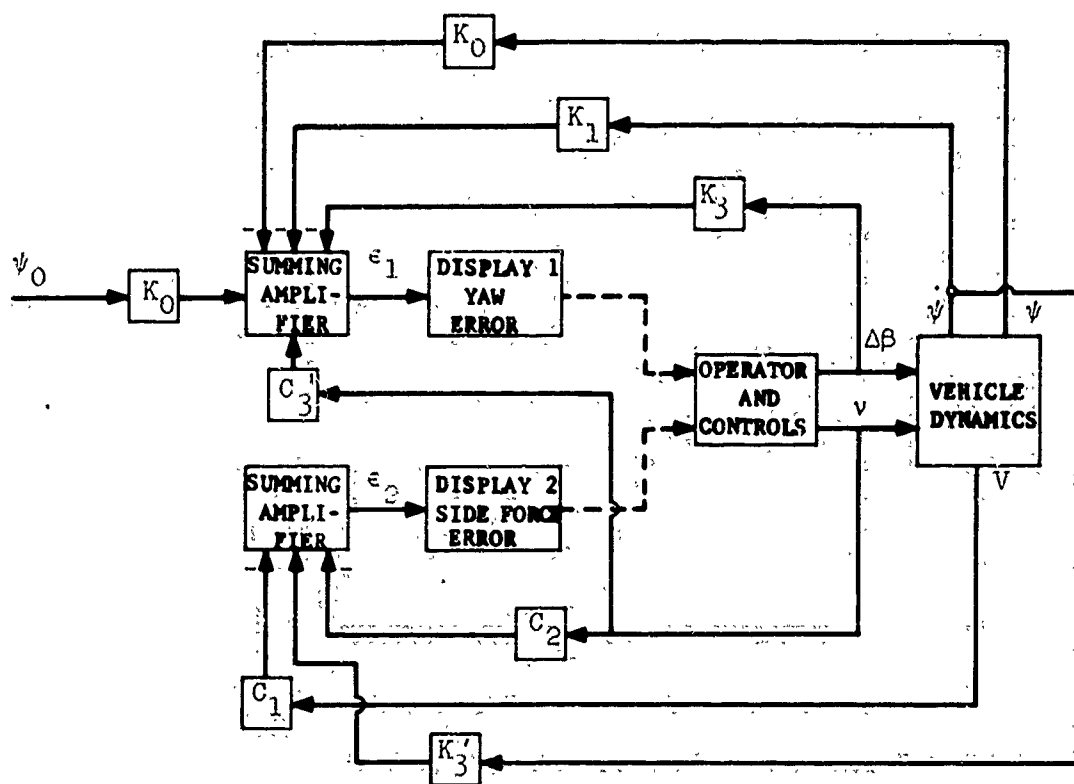 K0
K1
K3
ψ0
K0
SUMMING
AMPLI-
FIER
ϵ1
DISPLAY 1
YAW
ERROR
C3'
OPERATOR
AND
CONTROLS
Δβ
ν
ψ̇
ψ
VEHICLE
DYNAMICS
V
SUMMING
AMPLI-
FIER
ϵ2
DISPLAY 2
SIDE FORCE
ERROR
C2
C1
K3'